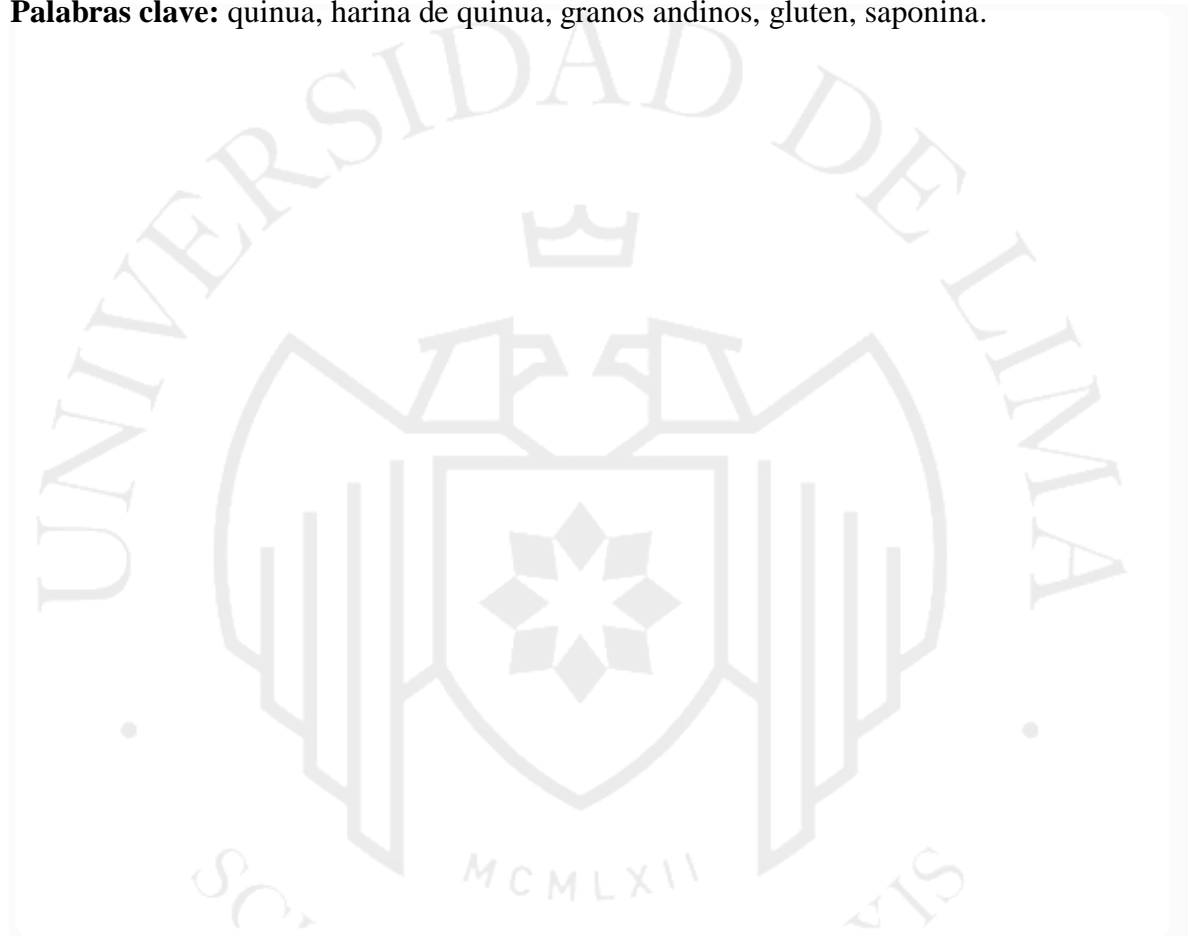 Palabras clave: quinua, harina de quinua, granos andinos, gluten, saponina.
UNIVERSIDAD DE LIMA
MCMLXII